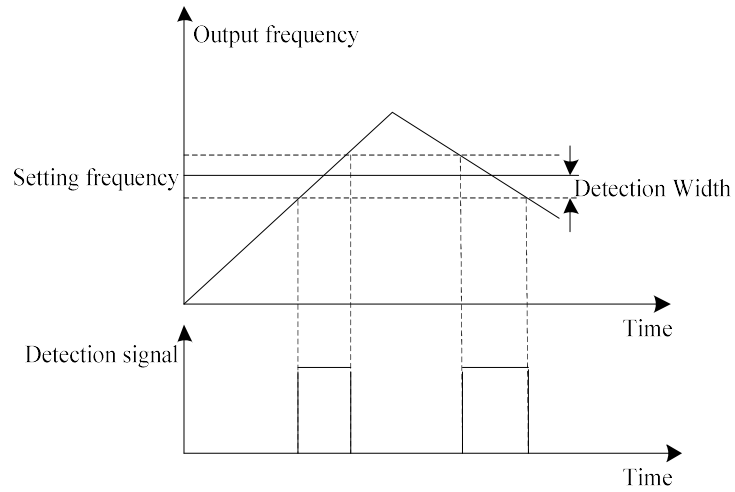 Output frequency
Setting frequency
Detection Width
Time
Detection signal
Time